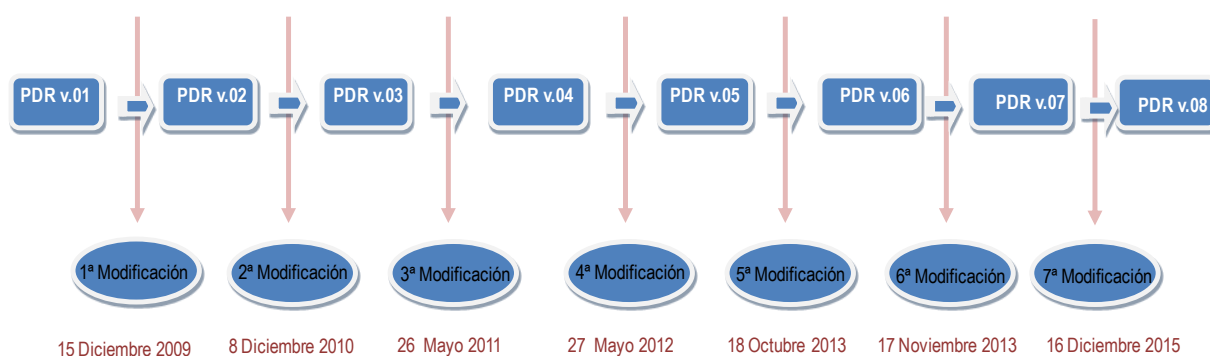 PDR v.01
PDR v.02
PDR v.03
PDR v.04
PDR v.05
PDR v.06
PDR v.07
PDR v.08
1ª Modificación
2ª Modificación
3ª Modificación
4ª Modificación
5ª Modificación
6ª Modificación
7ª Modificación
15 Diciembre 2009
8 Diciembre 2010
26 Mayo 2011
27 Mayo 2012
18 Octubre 2013
17 Noviembre 2013
16 Diciembre 2015